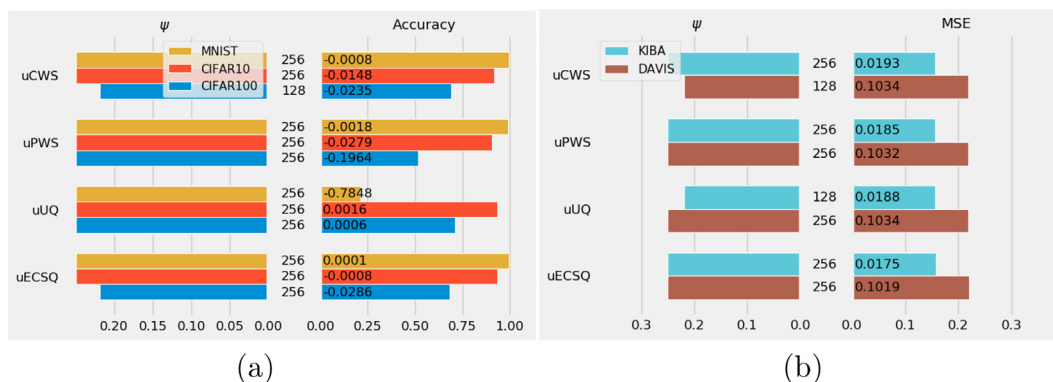 ψ Accuracy
MNIST
CIFAR10
CIFAR100
uCWS 256 -0.0008
256 -0.0148
128 -0.0235
uPWS 256 -0.0018
256 -0.0279
256 -0.1964
uUQ 256 -0.7848
256 0.0016
256 0.0006
uECSQ 256 0.0001
256 -0.0008
256 -0.0286
0.20 0.15 0.10 0.05 0.00 0.00 0.25 0.50 0.75 1.00
(a)
ψ MSE
KIBA
DAVIS
uCWS 256 0.0193
128 0.1034
uPWS 256 0.0185
256 0.1032
uUQ 128 0.0188
256 0.1034
uECSQ 256 0.0175
256 0.1019
0.3 0.2 0.1 0.0 0.0 0.1 0.2 0.3
(b)